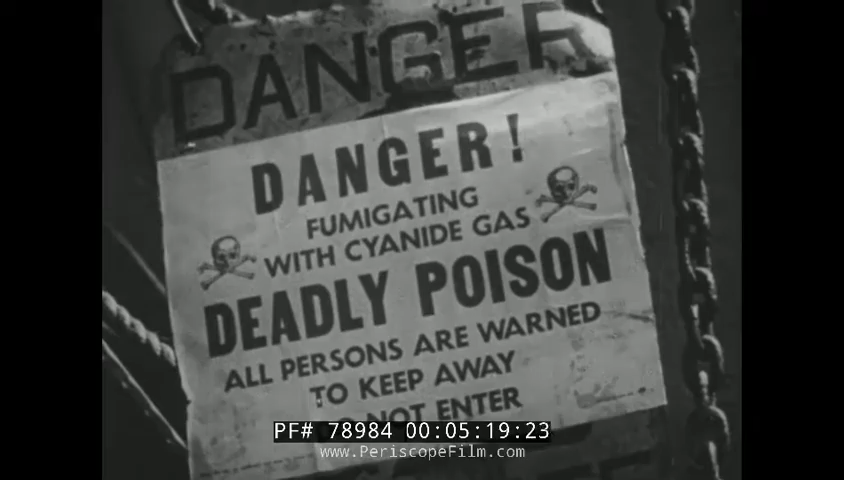 DANGER
DANGER!
FUMIGATING
WITH CYANIDE GAS
DEADLY POISON
ALL PERSONS ARE WARNED
TO KEEP AWAY
NOT ENTER
PF# 78984 00:05:19:23
www.PeriscopeFilm.com